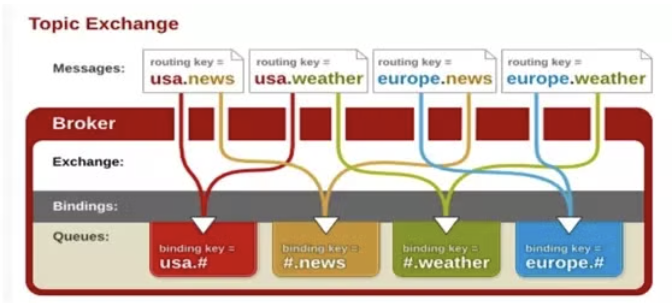 Topic Exchange
Messages:
routing key =
usa.news
routing key =
usa.weather
routing key =
europe.news
routing key =
europe.weather
Broker
Exchange:
Bindings:
Queues:
binding key =
usa.#
binding key =
#.news
binding key =
#.weather
binding key =
europe.#